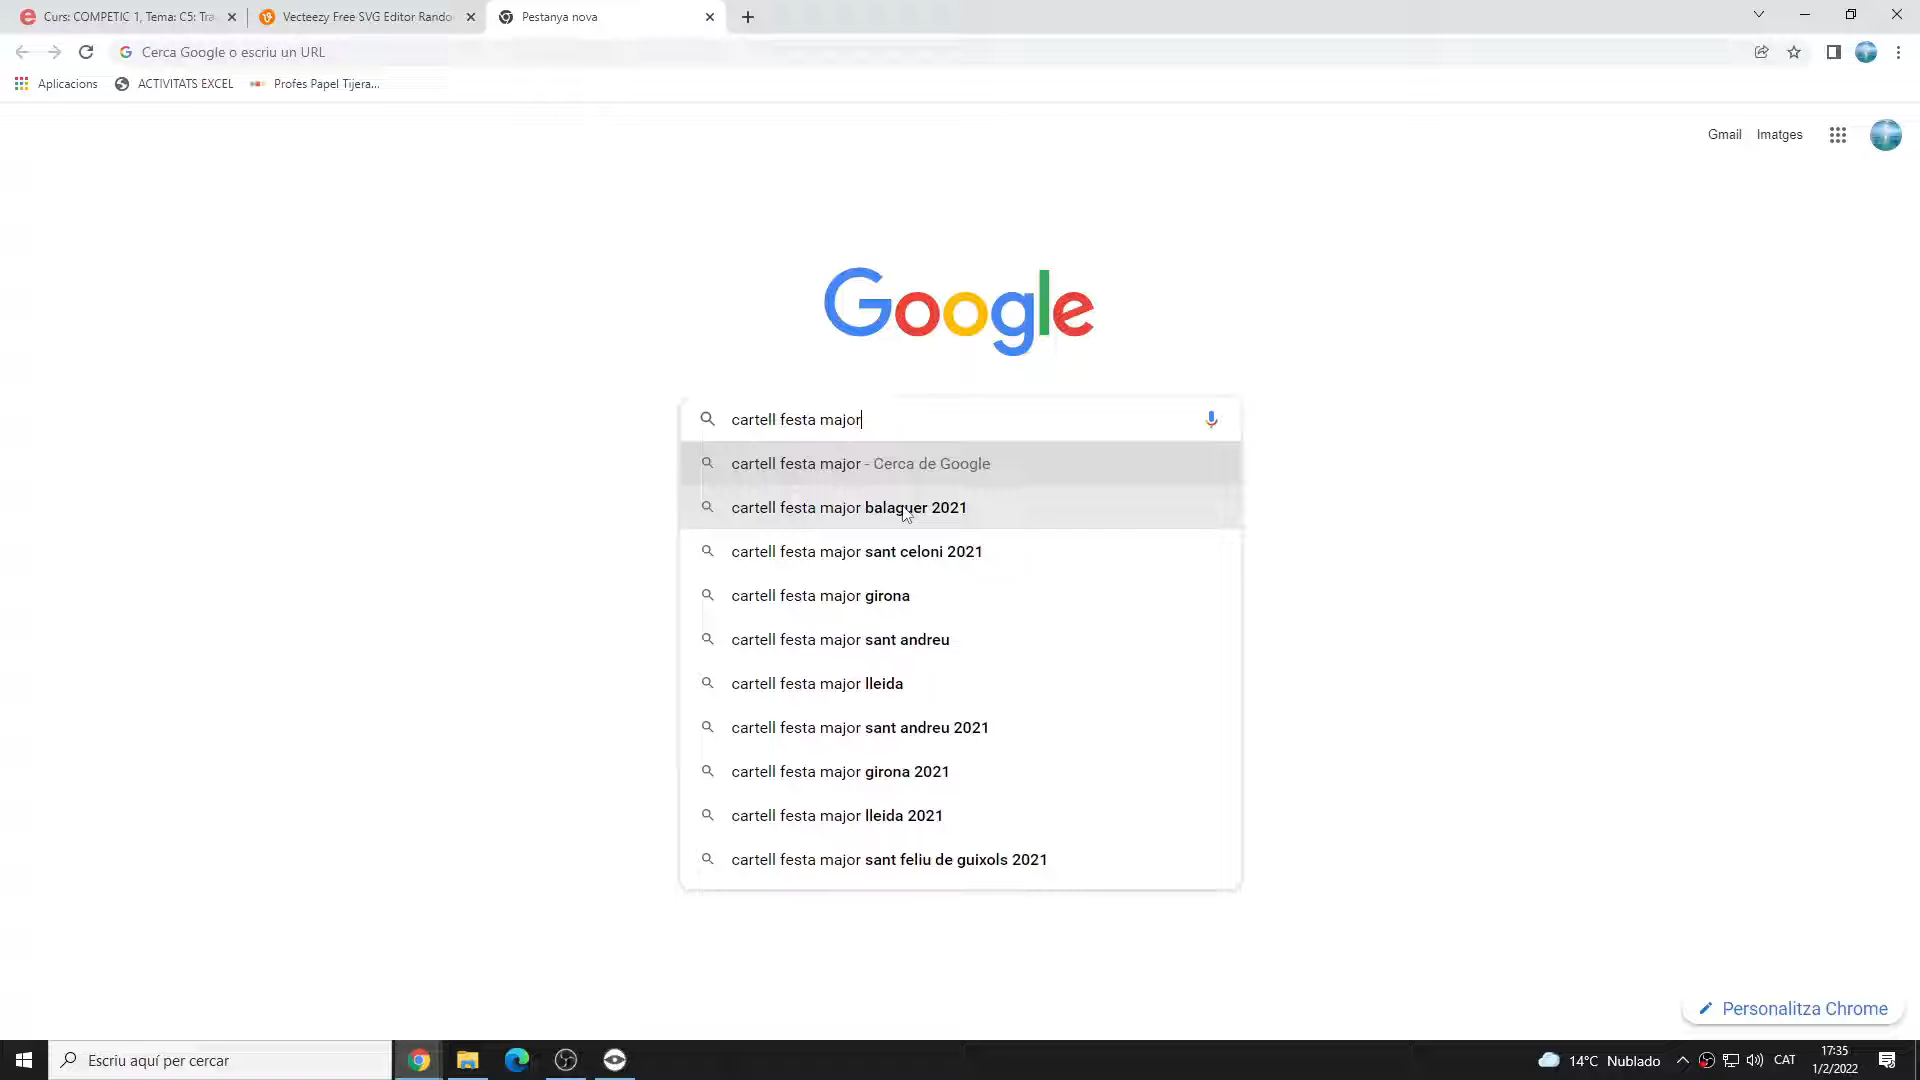 Curs: COMPETIC 1, Tema: C5: Tra
Vecteezy Free SVG Editor Rando
Pestanya nova
Cerca Google o escriu un URL
Aplicacions
ACTIVITATS EXCEL
Profes Papel Tijera...
Gmail
Imatges
Google
cartell festa major
cartell festa major - Cerca de Google
cartell festa major balaguer 2021
cartell festa major sant celoni 2021
cartell festa major girona
cartell festa major sant andreu
cartell festa major lleida
cartell festa major sant andreu 2021
cartell festa major girona 2021
cartell festa major lleida 2021
cartell festa major sant feliu de guixols 2021
Personalitza Chrome
Escriu aquí per cercar
14°C Nublado
CAT
17:35
1/2/2022